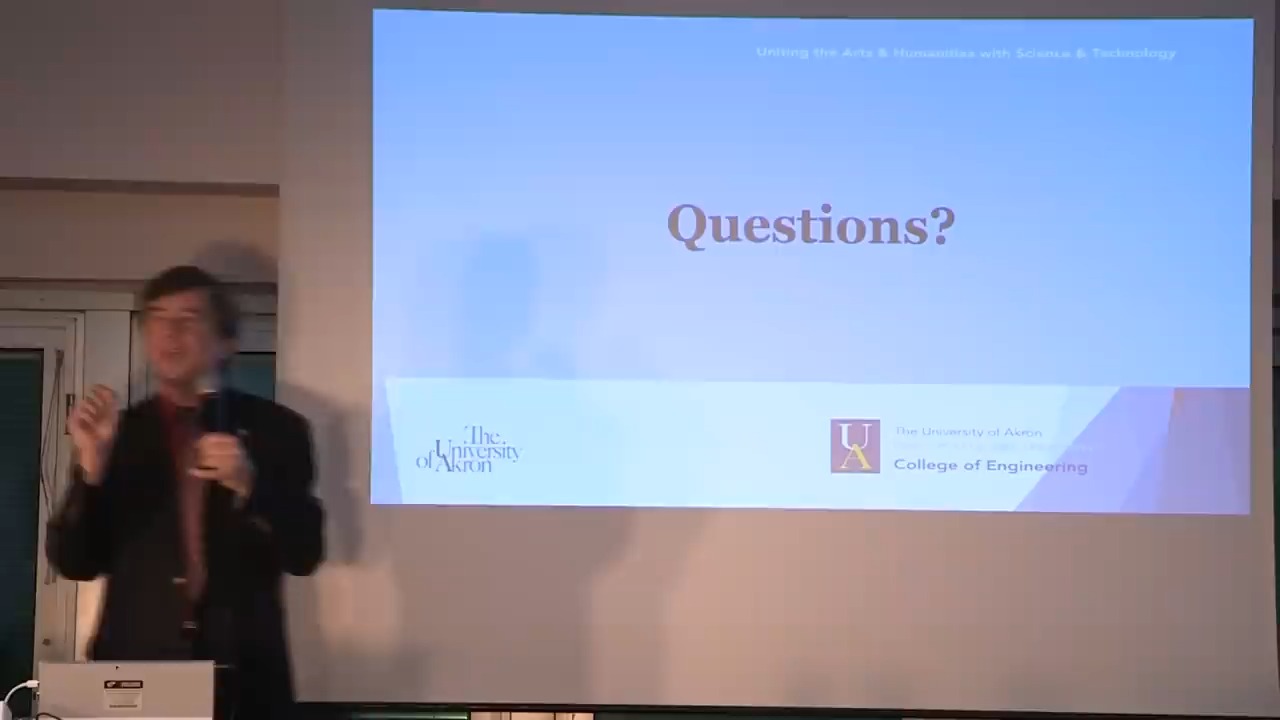 Uniting the Arts & Humanities with Science & Technology
Questions?
The
University
of Akron
UA
The University of Akron
College of Engineering